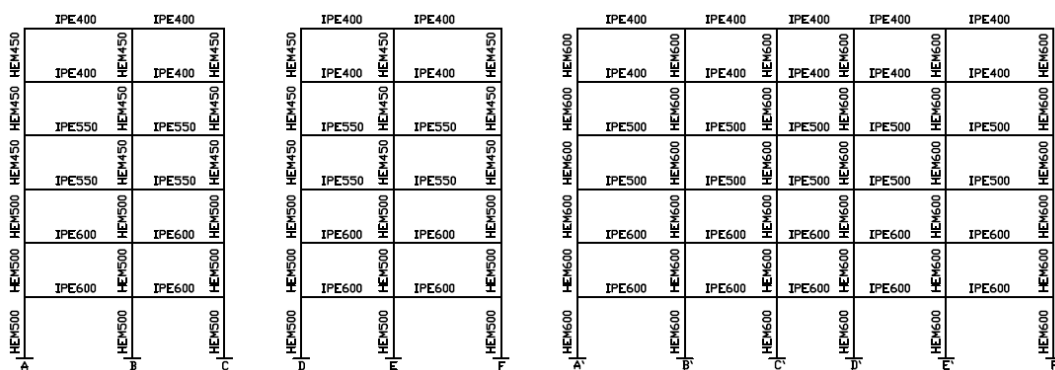 IPE400 IPE400 IPE400 IPE400 IPE400 IPE400 IPE400 IPE400 IPE400
HEM450 HEM450 HEM450 HEM450 HEM450 HEM450 HEM600 HEM600 HEM600 HEM600 HEM600 HEM600
IPE400 IPE400 IPE400 IPE400 IPE400 IPE400 IPE400 IPE400 IPE400
HEM450 HEM450 HEM450 HEM450 HEM450 HEM450 HEM600 HEM600 HEM600 HEM600 HEM600 HEM600
IPE550 IPE550 IPE550 IPE550 IPE500 IPE500 IPE500 IPE500 IPE500
HEM450 HEM450 HEM450 HEM450 HEM450 HEM450 HEM600 HEM600 HEM600 HEM600 HEM600 HEM600
IPE550 IPE550 IPE550 IPE550 IPE500 IPE500 IPE500 IPE500 IPE500
HEM500 HEM500 HEM500 HEM500 HEM500 HEM500 HEM600 HEM600 HEM600 HEM600 HEM600 HEM600
IPE600 IPE600 IPE600 IPE600 IPE600 IPE600 IPE600 IPE600 IPE600
HEM500 HEM500 HEM500 HEM500 HEM500 HEM500 HEM600 HEM600 HEM600 HEM600 HEM600 HEM600
IPE600 IPE600 IPE600 IPE600 IPE600 IPE600 IPE600 IPE600 IPE600
HEM500 HEM500 HEM500 HEM500 HEM500 HEM500 HEM600 HEM600 HEM600 HEM600 HEM600 HEM600
A B C D E F A' B' C' D' E' F